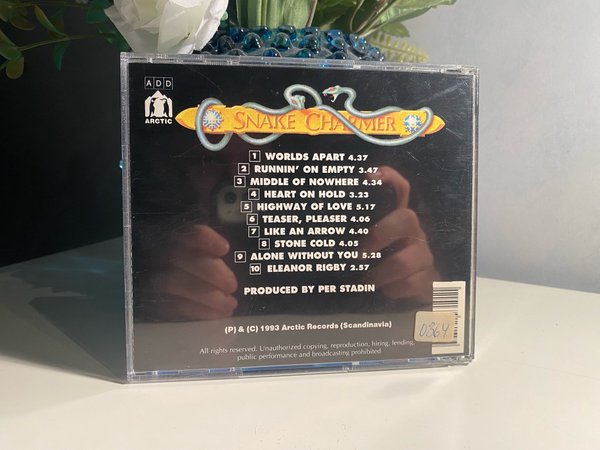 A D D
ARCTIC
SNAKE CHARMER
1 WORLDS APART 4.37
2 RUNNIN' ON EMPTY 3.47
3 MIDDLE OF NOWHERE 4.34
4 HEART ON HOLD 3.23
5 HIGHWAY OF LOVE 5.17
6 TEASER, PLEASER 4.06
7 LIKE AN ARROW 4.40
8 STONE COLD 4.05
9 ALONE WITHOUT YOU 5.28
10 ELEANOR RIGBY 2.57
PRODUCED BY PER STADIN
(P) & (C) 1993 Arctic Records (Scandinavia)
0364
All rights reserved. Unauthorized copying, reproduction, hiring, lending,
public performance and broadcasting prohibited